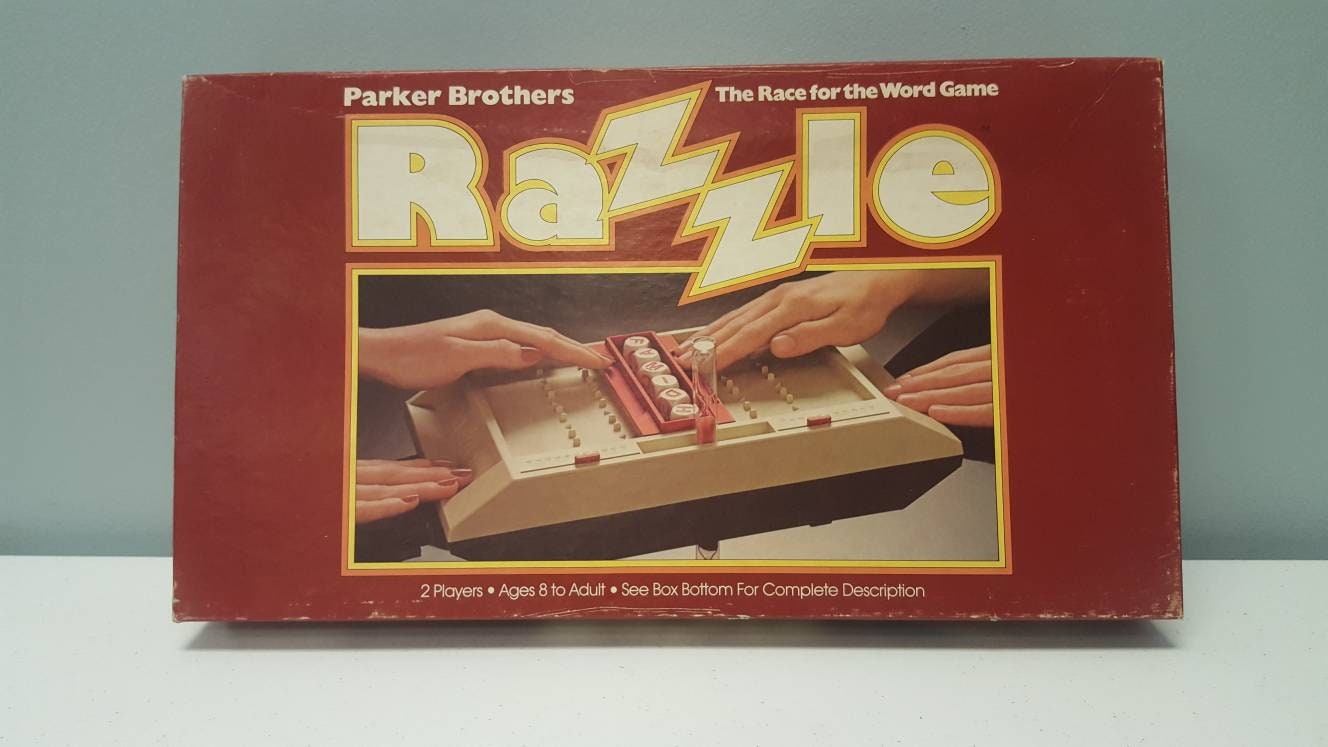 Parker Brothers
The Race for the Word Game
Razzle
2 Players • Ages 8 to Adult • See Box Bottom For Complete Description